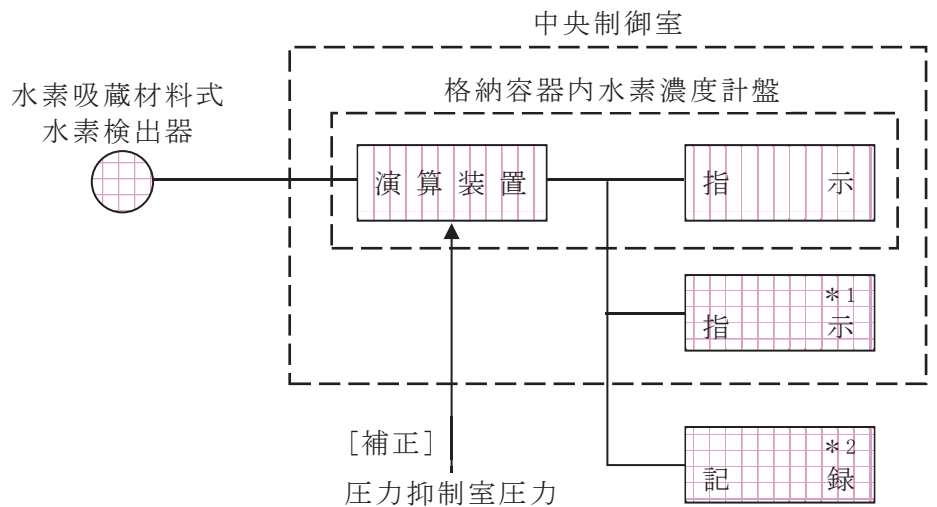 中央制御室
水素吸蔵材料式
水素検出器
格納容器内水素濃度計盤
演算装置
指示
*1
指示
[補正]
圧力抑制室圧力
*2
記録